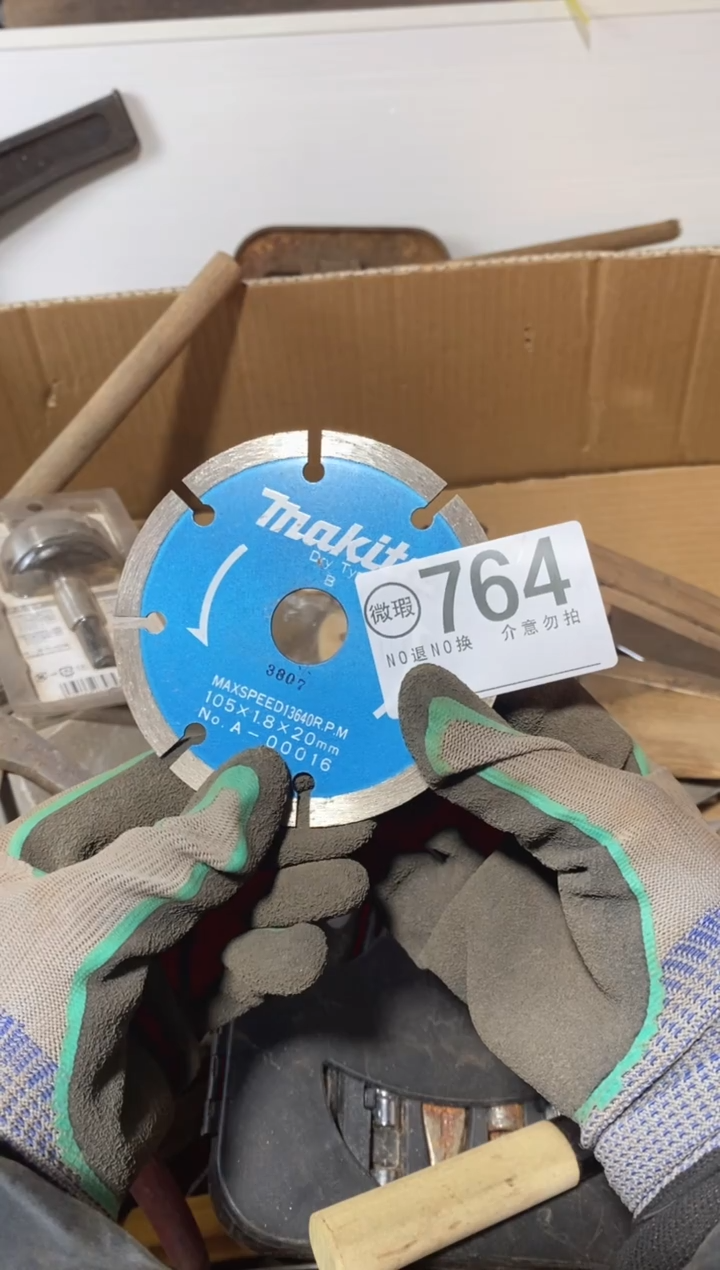 makit
Dry Ty
B
3807
MAXSPEED13640R.P.M
105×1.8×20mm
No. A-00016
微瑕
764
NO退NO换 介意勿拍